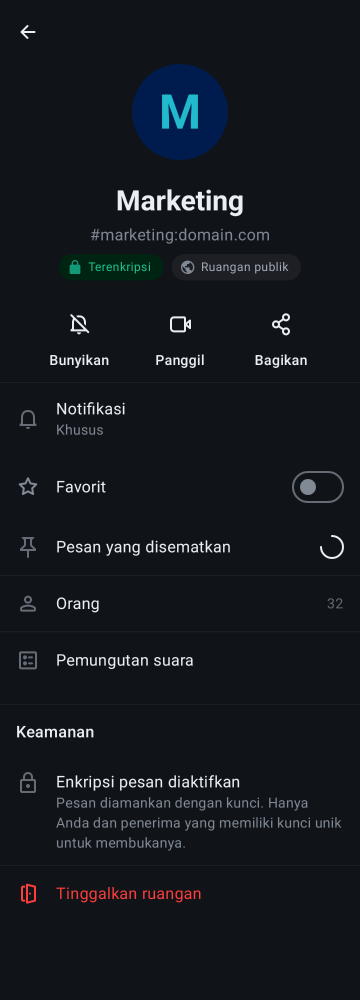 M
Marketing
#marketing:domain.com
Terenkripsi
Ruangan publik
Bunyikan
Panggil
Bagikan
Notifikasi
Khusus
Favorit
Pesan yang disematkan
Orang
32
Pemungutan suara
Keamanan
Enkripsi pesan diaktifkan
Pesan diamankan dengan kunci. Hanya
Anda dan penerima yang memiliki kunci unik
untuk membukanya.
Tinggalkan ruangan